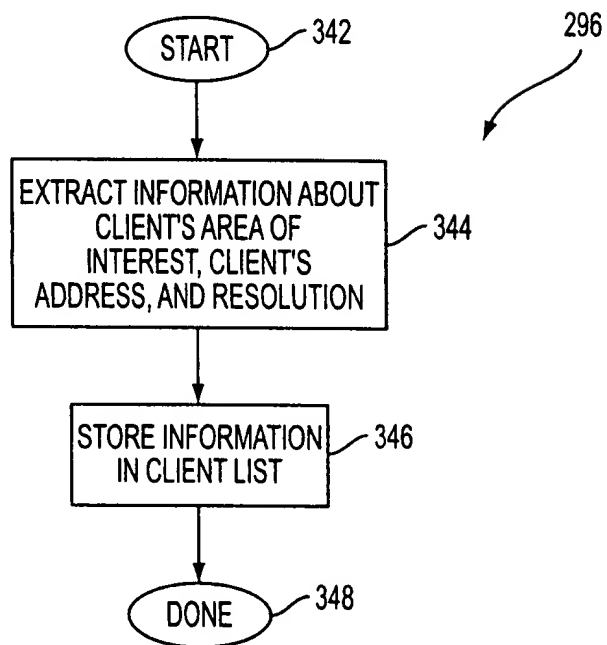 START
342
296
EXTRACT INFORMATION ABOUT
CLIENT'S AREA OF
INTEREST, CLIENT'S
ADDRESS, AND RESOLUTION
344
STORE INFORMATION
IN CLIENT LIST
346
DONE
348